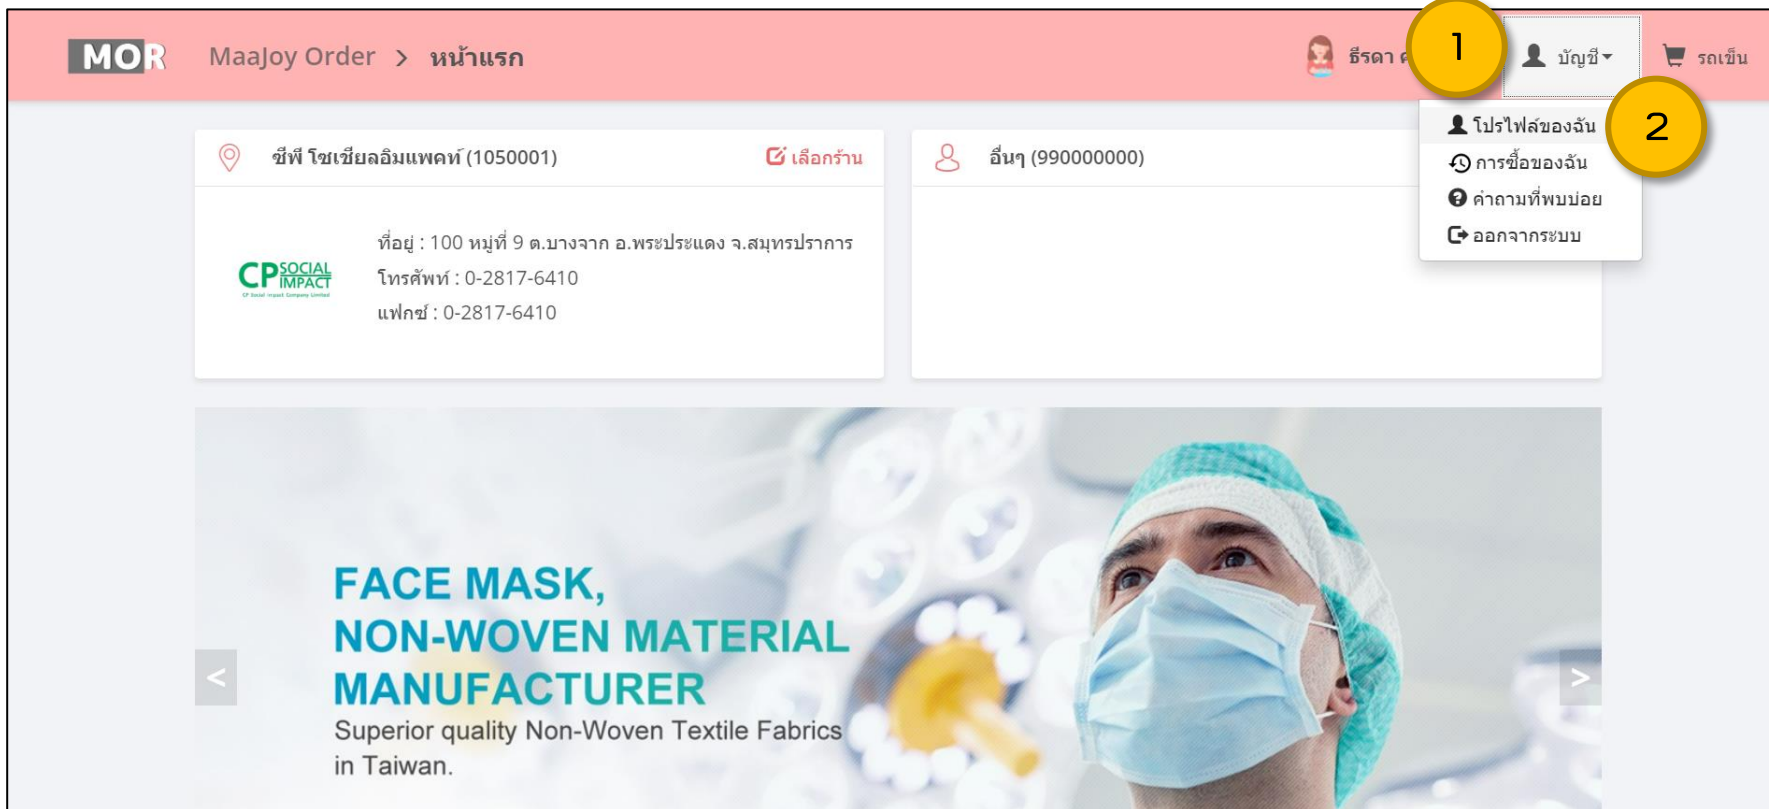 MOR MaaJoy Order > หน้าแรก
ธีรดา
1
บัญชี
รถเข็น
โปรไฟล์ของฉัน
2
การซื้อของฉัน
คำถามที่พบบ่อย
ออกจากระบบ
ซีพี โซเชียลอิมแพคท์ (1050001)
เลือกร้าน
CP SOCIAL IMPACT
CP Social Impact Company Limited
ที่อยู่ : 100 หมู่ที่ 9 ต.บางจาก อ.พระประแดง จ.สมุทรปราการ
โทรศัพท์ : 0-2817-6410
แฟกซ์ : 0-2817-6410
อื่นๆ (990000000)
FACE MASK,
NON-WOVEN MATERIAL
MANUFACTURER
Superior quality Non-Woven Textile Fabrics
in Taiwan.
<
>